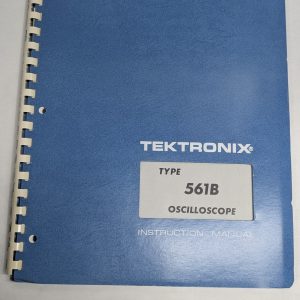 TEKTRONIX®
TYPE
561B
OSCILLOSCOPE
INSTRUCTION MANUAL